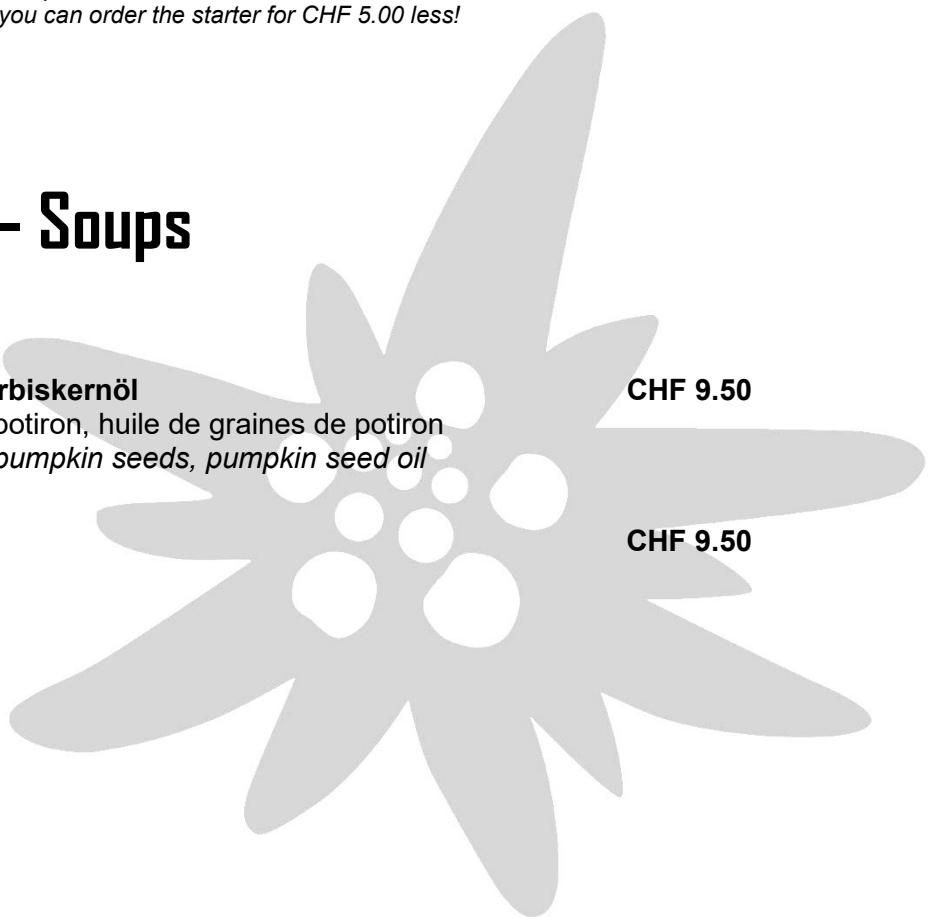 you can order the starter for CHF 5.00 less!
– Soups
rbiskernöl CHF 9.50
potiron, huile de graines de potiron
pumpkin seeds, pumpkin seed oil
CHF 9.50